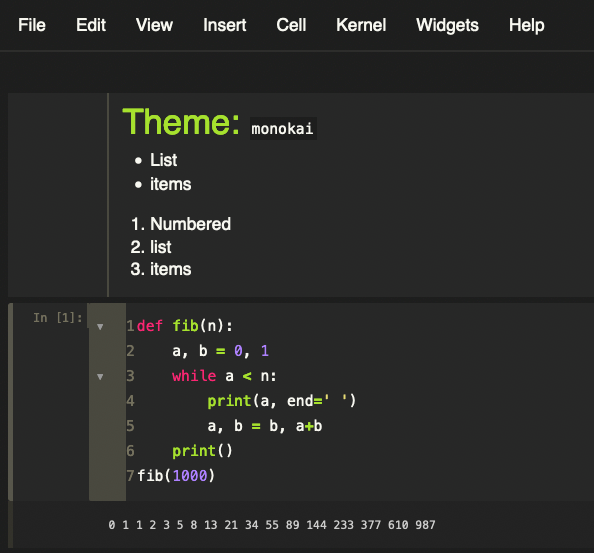 File Edit View Insert Cell Kernel Widgets Help
Theme: monokai
• List
• items
1. Numbered
2. list
3. items
In [1]:
▼ 1 def fib(n):
2     a, b = 0, 1
▼ 3     while a < n:
4         print(a, end=' ')
5         a, b = b, a+b
6     print()
7 fib(1000)
0 1 1 2 3 5 8 13 21 34 55 89 144 233 377 610 987